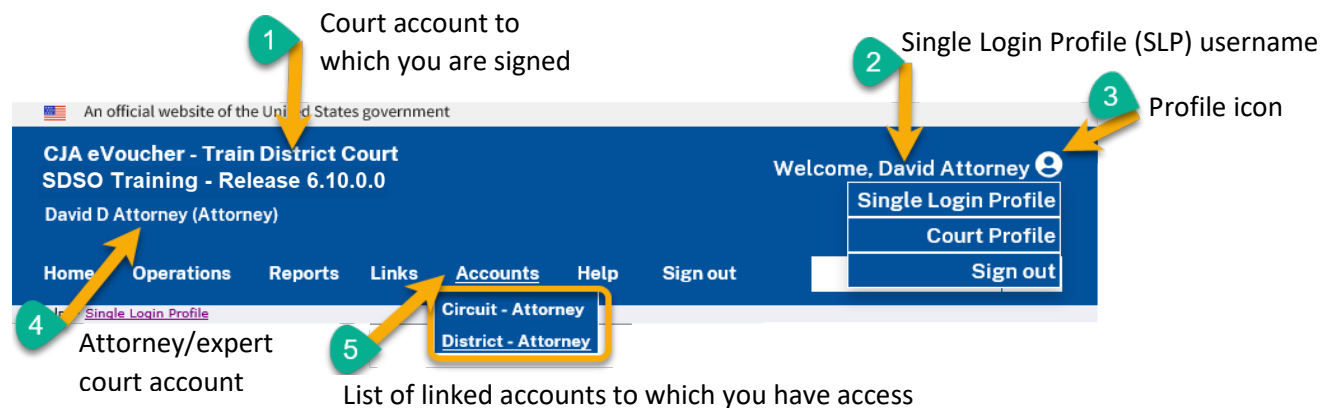 1
Court account to
which you are signed
2
Single Login Profile (SLP) username
3
Profile icon
An official website of the United States government
CJA eVoucher - Train District Court
SDSO Training - Release 6.10.0.0
David D Attorney (Attorney)
Welcome, David Attorney
Single Login Profile
Court Profile
Sign out
Home Operations Reports Links Accounts Help Sign out
Circuit - Attorney
District - Attorney
Single Login Profile
4
Attorney/expert
court account
5
List of linked accounts to which you have access